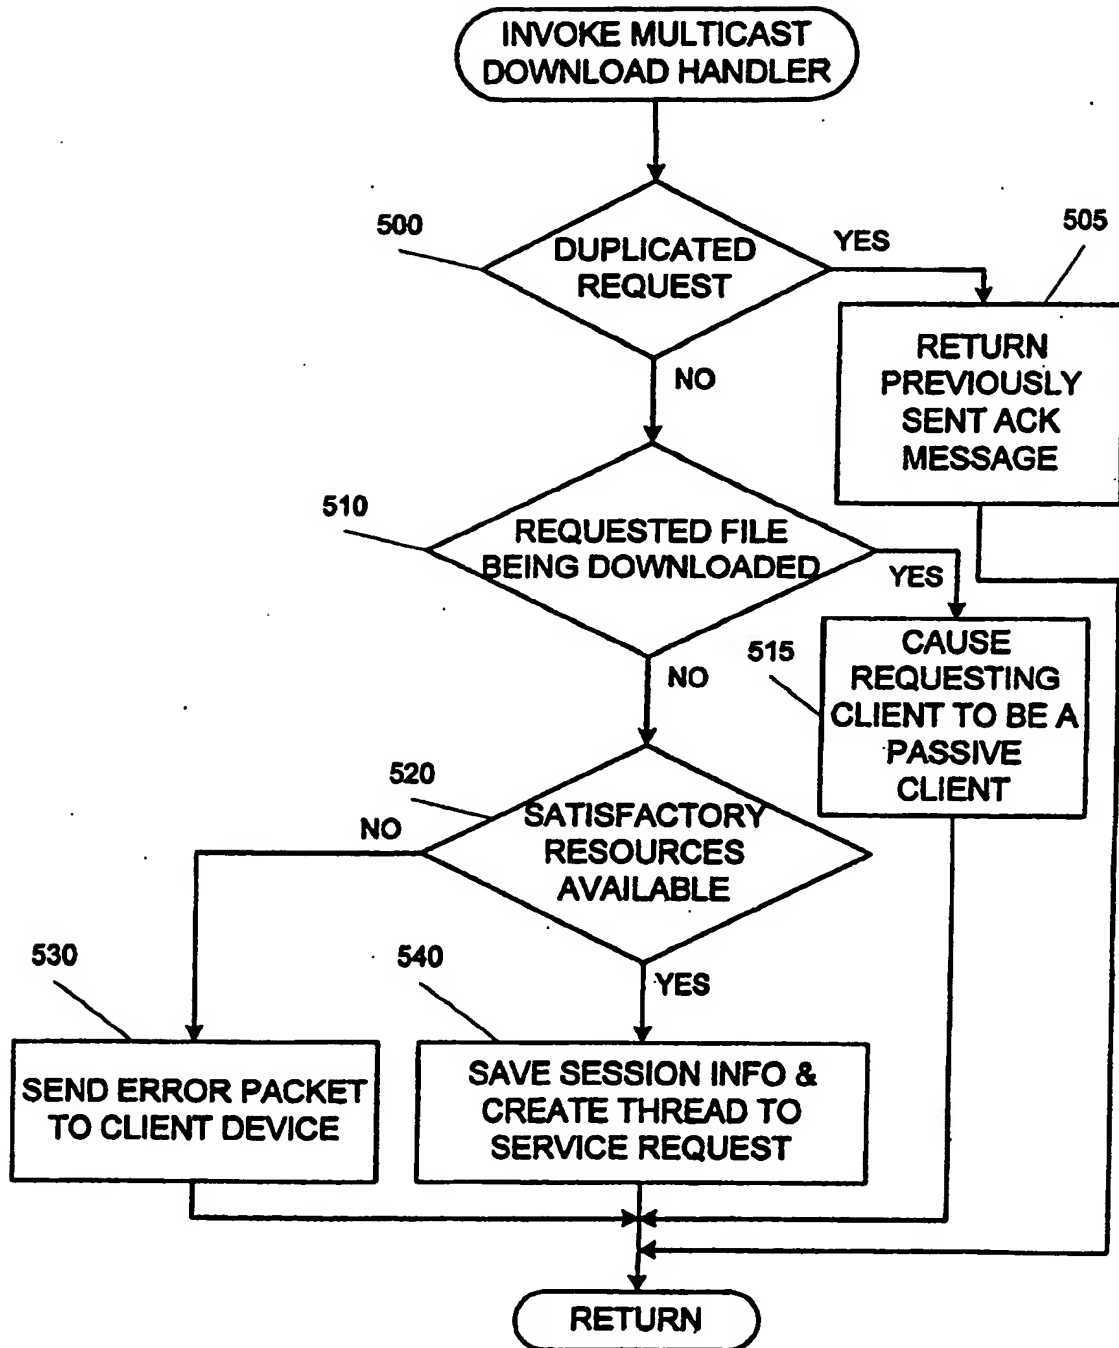 INVOKE MULTICAST
DOWNLOAD HANDLER
500
DUPLICATED
REQUEST
YES
505
RETURN
PREVIOUSLY
SENT ACK
MESSAGE
NO
510
REQUESTED FILE
BEING DOWNLOADED
YES
515
CAUSE
REQUESTING
CLIENT TO BE A
PASSIVE
CLIENT
NO
520
SATISFACTORY
RESOURCES
AVAILABLE
NO
YES
530
SEND ERROR PACKET
TO CLIENT DEVICE
540
SAVE SESSION INFO &
CREATE THREAD TO
SERVICE REQUEST
RETURN